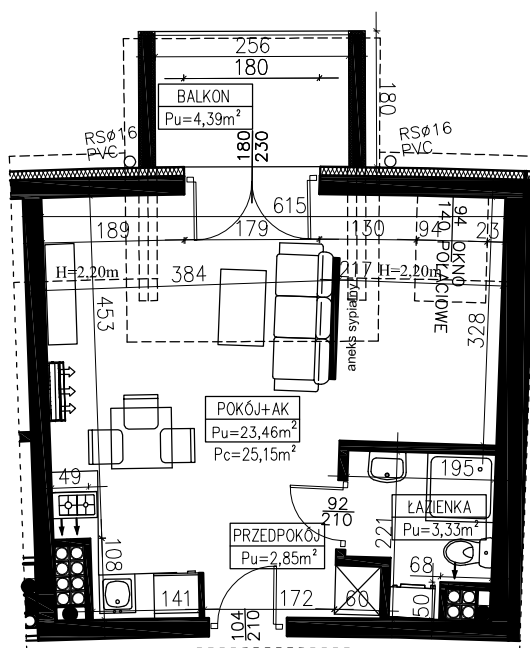 256
180
180
BALKON
Pu=4,39m²
RSø16
PVC
RSø16
PVC
180
230
615
189
179
130
94
23
94 OKNO
140 POŁACIOWE
H=2,20m
384
217
H=2,20m
453
328
aneks sypialny
POKÓJ+AK
Pu=23,46m²
Pc=25,15m²
49
195
92
210
ŁAZIENKA
Pu=3,33m²
221
PRZEDPOKÓJ
Pu=2,85m²
108
68
141
172
60
50
104
210